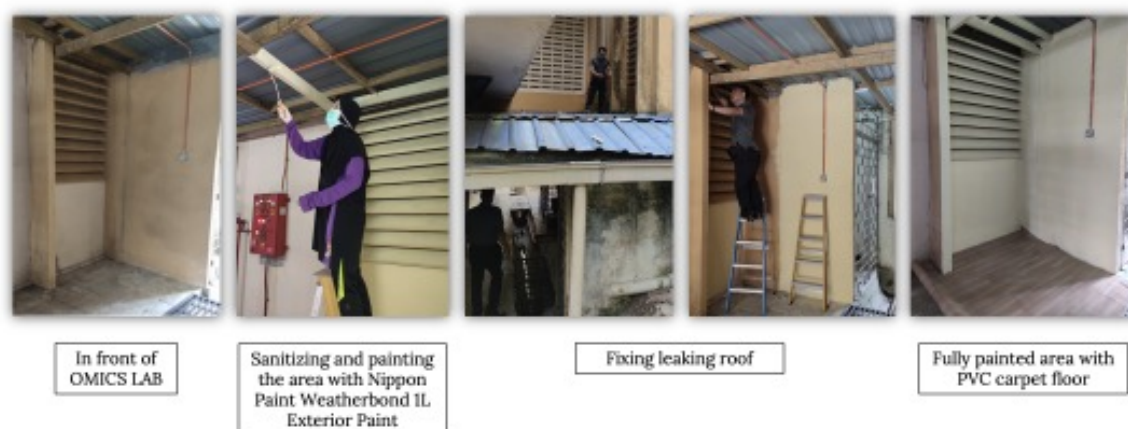 In front of
OMICS LAB
Sanitizing and painting
the area with Nippon
Paint Weatherbond 1L
Exterior Paint
Fixing leaking roof
Fully painted area with
PVC carpet floor